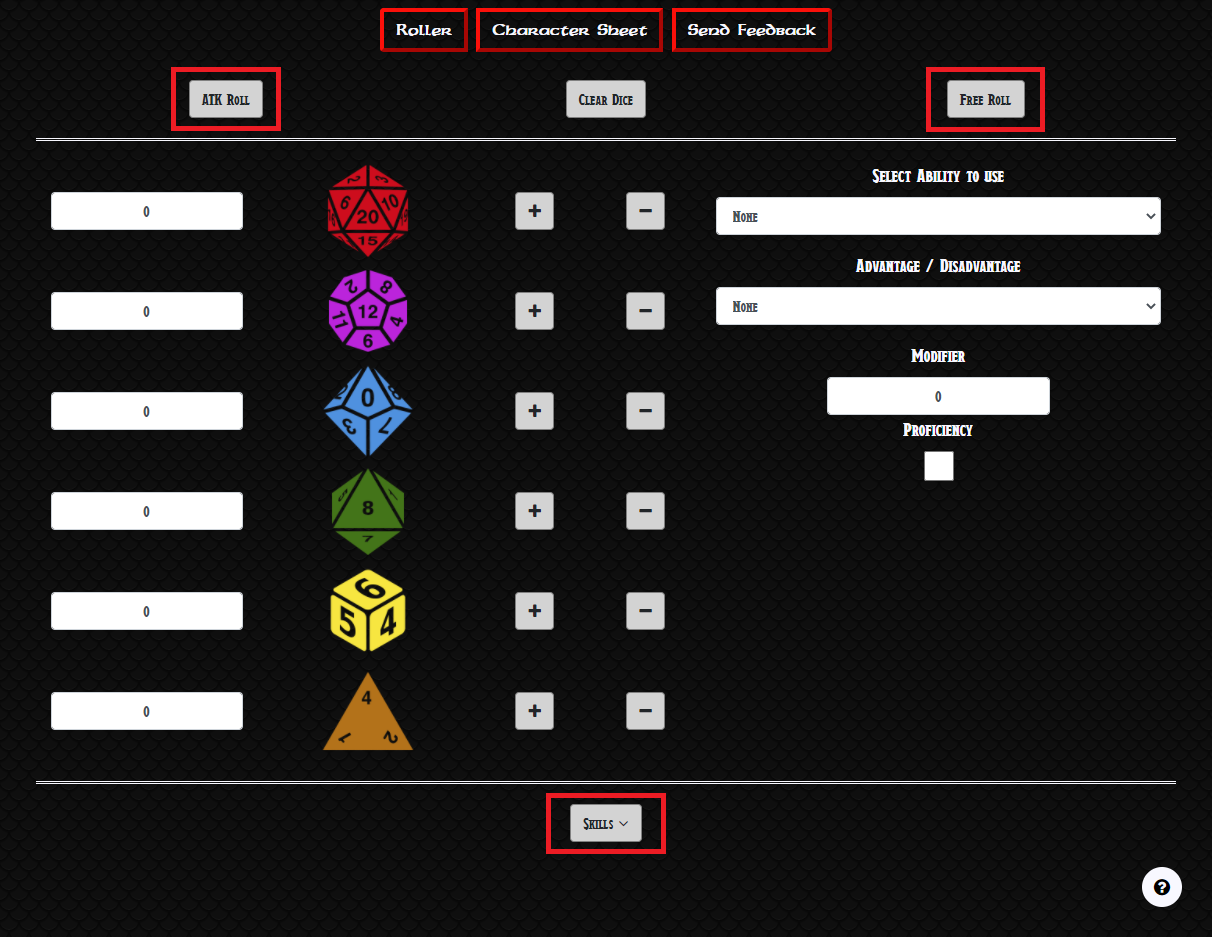 Roller Character Sheet Send Feedback
ATK Roll Clear Dice Free Roll
Select Ability to use
0
2 3
6 20 10
15
+ −
None
Advantage / Disadvantage
0
2 8
11 12 4
6
+ −
None
Modifier
0
0
3 7
+ −
0
Proficiency
0
8
7
+ −
0
6
5 4
+ −
0
4
1 2
+ −
Skills
?